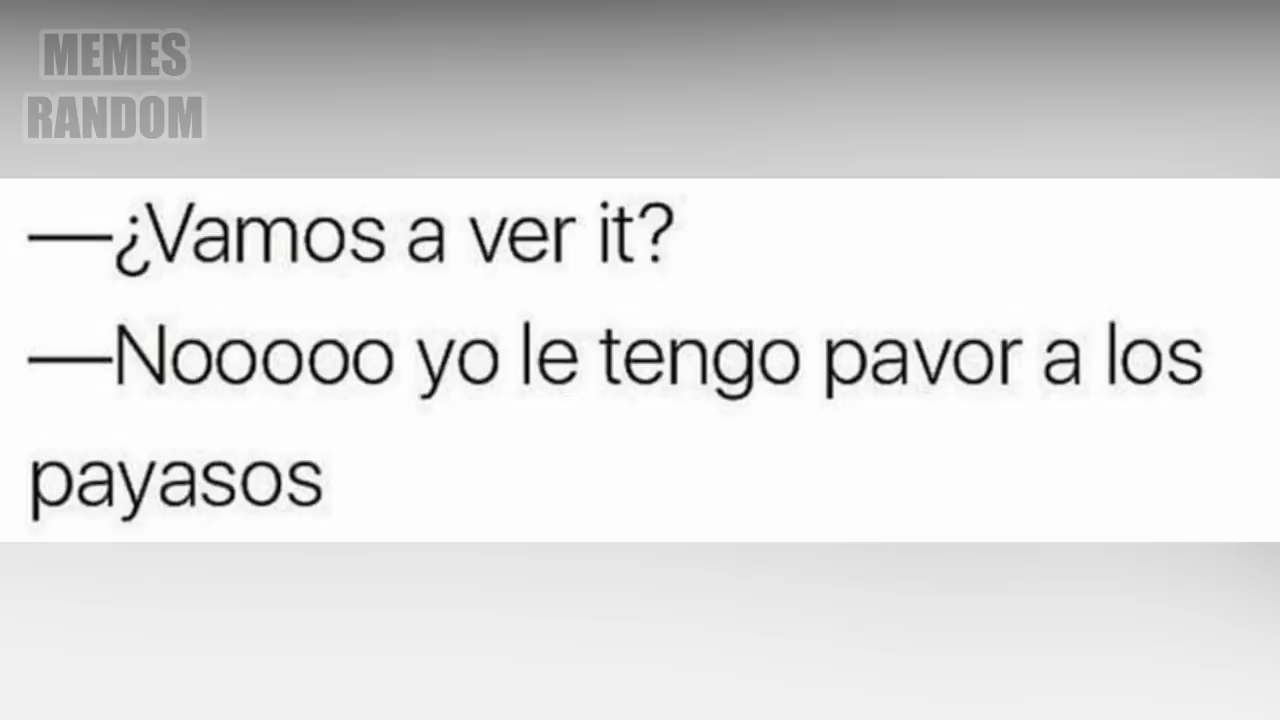 MEMES
RANDOM
—¿Vamos a ver it?
—Nooooo yo le tengo pavor a los
payasos